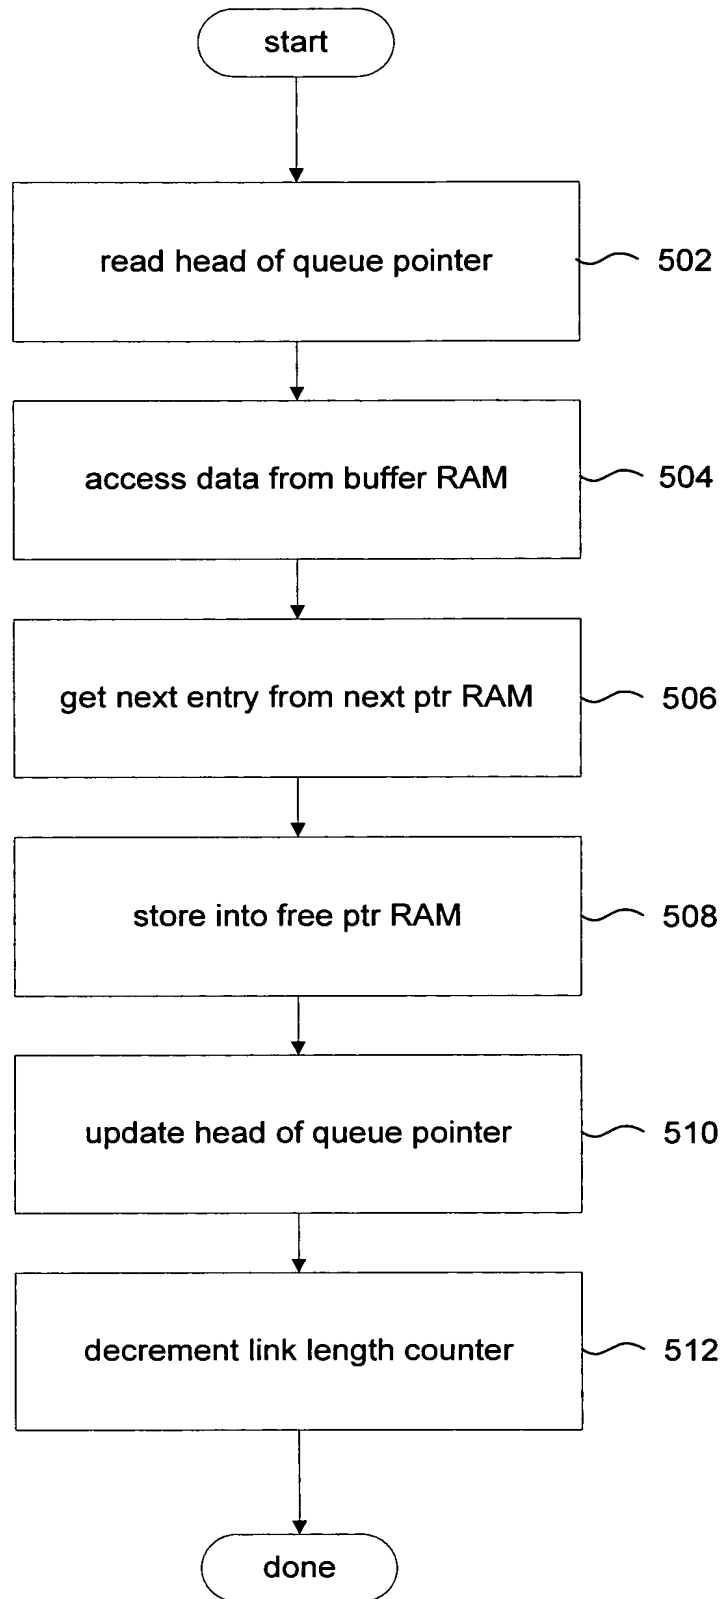 start
read head of queue pointer 502
access data from buffer RAM 504
get next entry from next ptr RAM 506
store into free ptr RAM 508
update head of queue pointer 510
decrement link length counter 512
done